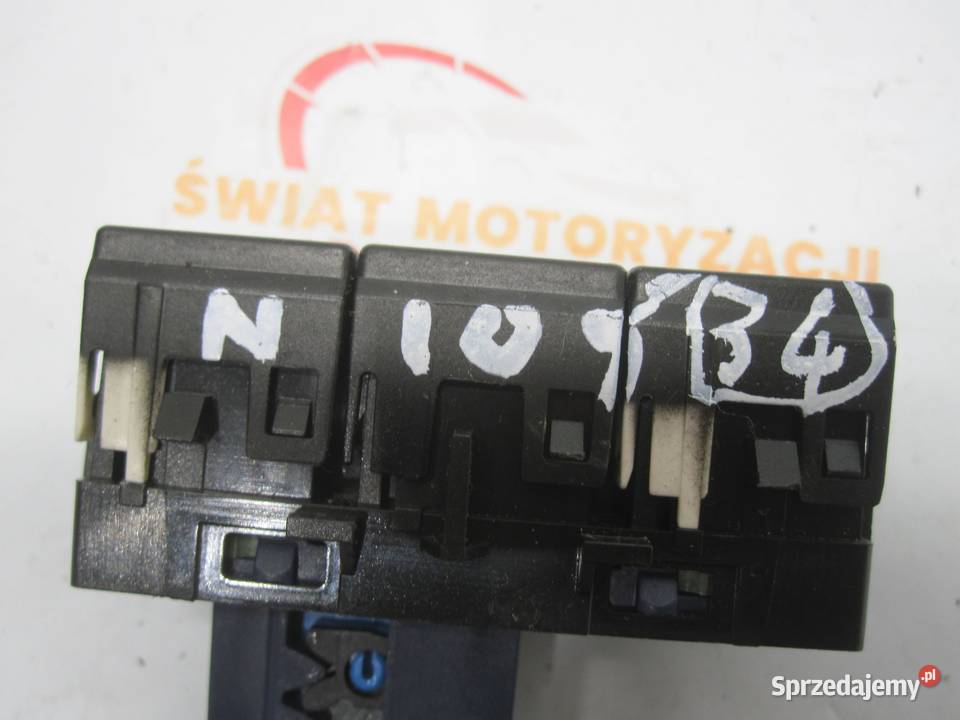 ŚWIAT MOTORYZACJI
N 109 (34)
Sprzedajemy.pl